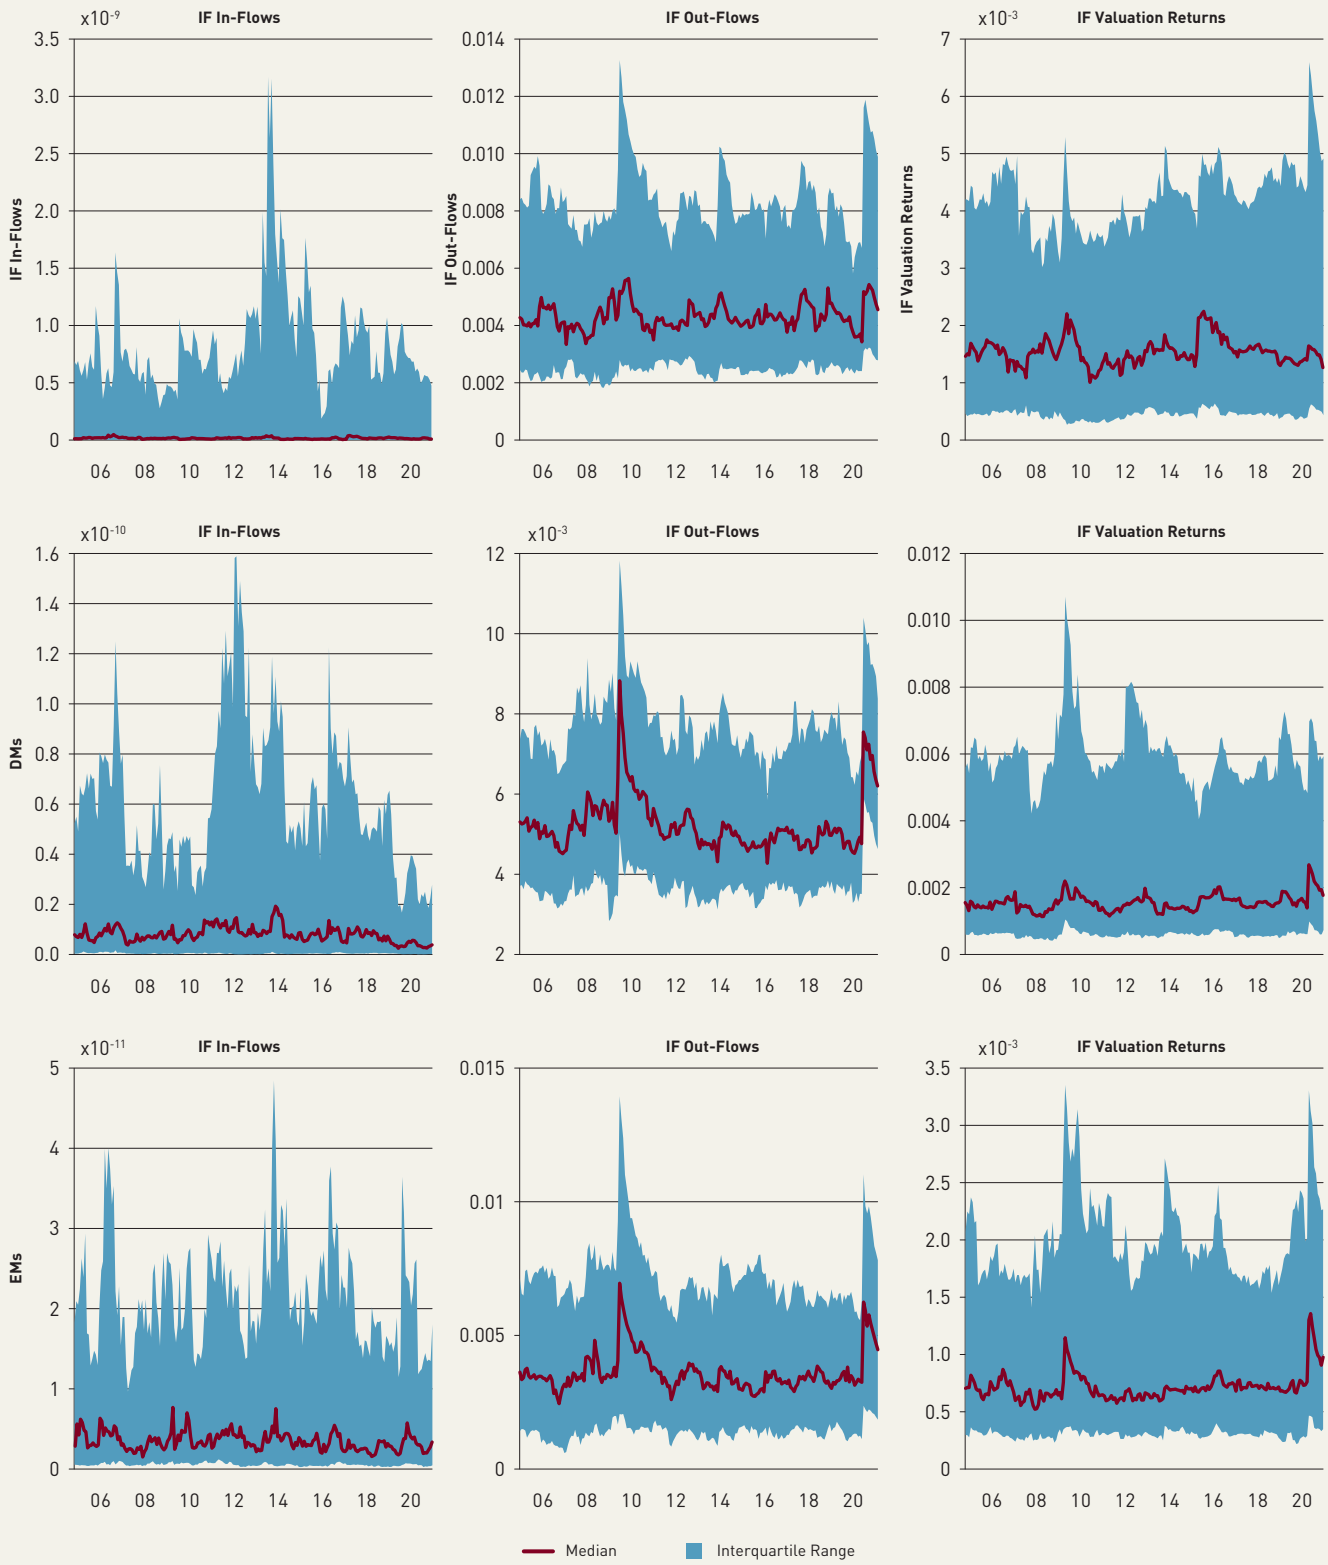 x10-9 IF In-Flows IF Out-Flows x10-3 IF Valuation Returns
3.5 0.014 7
3.0 0.012 6
2.5 0.010 5
2.0 0.008 4
1.5 0.006 3
1.0 0.004 2
0.5 0.002 1
0 0 0
IF In-Flows
IF Out-Flows
IF Valuation Returns
06 08 10 12 14 16 18 20 06 08 10 12 14 16 18 20 06 08 10 12 14 16 18 20
x10-10 IF In-Flows x10-3 IF Out-Flows IF Valuation Returns
1.6 12 0.012
1.4 0.010
1.2 10 0.008
1.0 8 0.006
0.8 6 0.004
0.6 4 0.002
0.4 2 0
0.2
0.0
DMs
06 08 10 12 14 16 18 20 06 08 10 12 14 16 18 20 06 08 10 12 14 16 18 20
x10-11 IF In-Flows IF Out-Flows x10-3 IF Valuation Returns
5 0.015 3.5
4 0.01 3.0
3 0.005 2.5
2 0 2.0
1 1.5
0 1.0
0.5
0
EMs
06 08 10 12 14 16 18 20 06 08 10 12 14 16 18 20 06 08 10 12 14 16 18 20
Median Interquartile Range